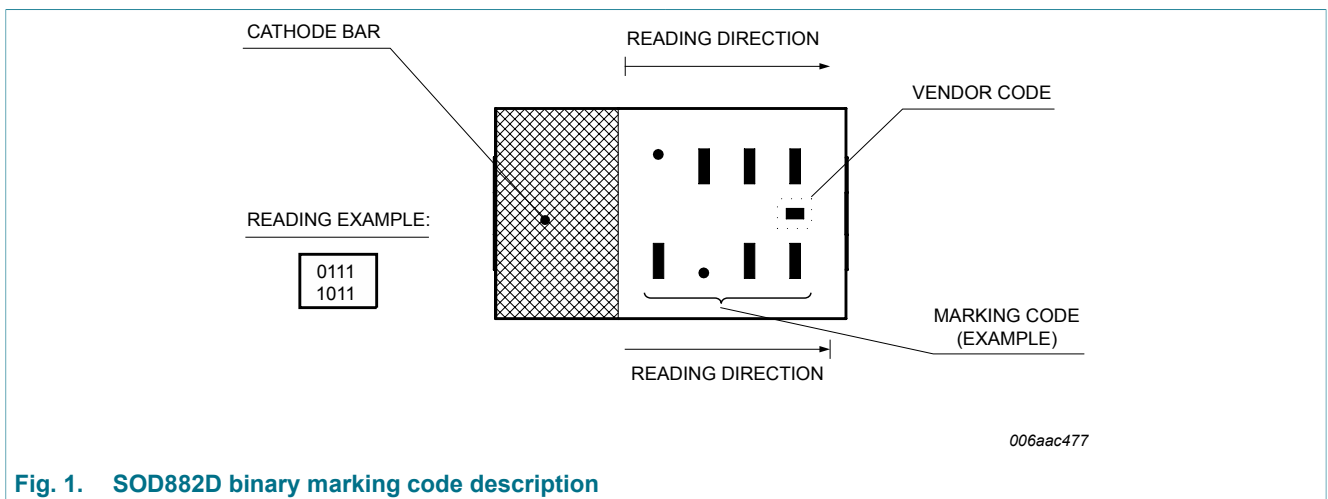 CATHODE BAR
READING DIRECTION
VENDOR CODE
READING EXAMPLE:
0111
1011
MARKING CODE
(EXAMPLE)
READING DIRECTION
006aac477
Fig. 1. SOD882D binary marking code description